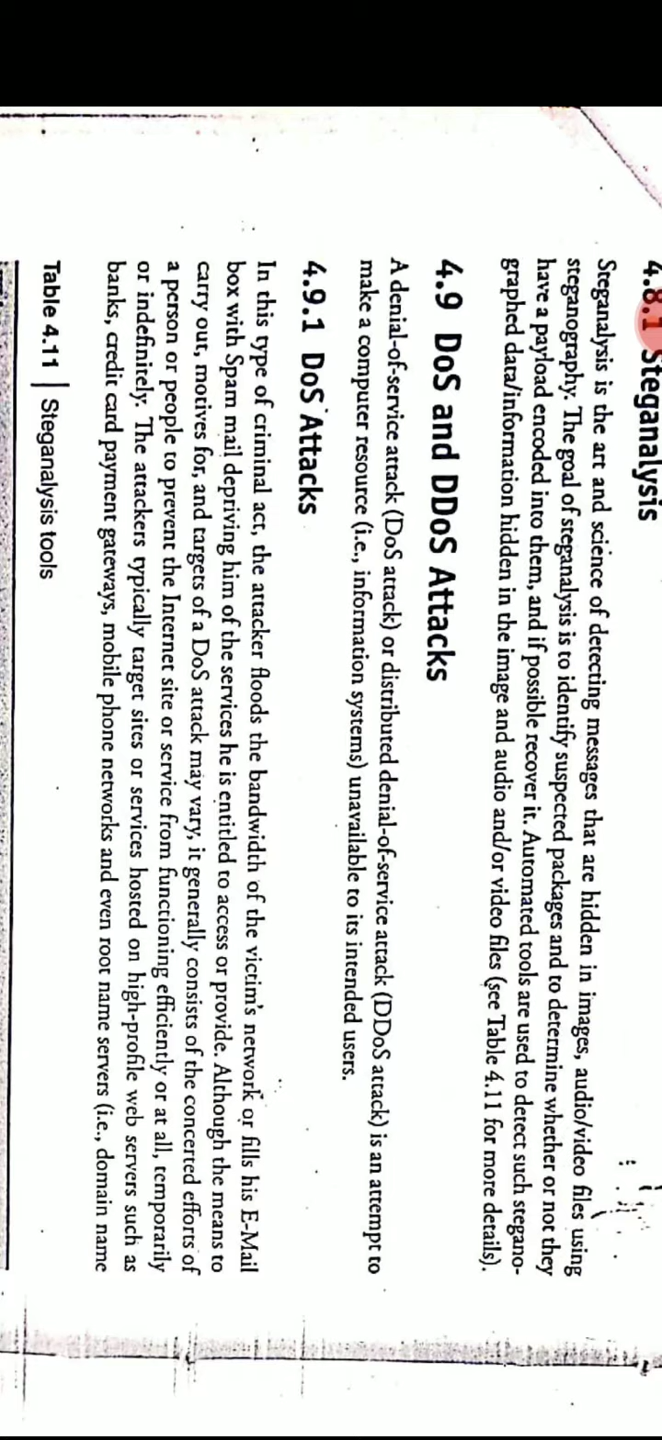 4.8.1 Steganalysis
Steganalysis is the art and science of detecting messages that are hidden in images, audio/video files using
steganography. The goal of steganalysis is to identify suspected packages and to determine whether or not they
have a payload encoded into them, and if possible recover it. Automated tools are used to detect such stegano-
graphed data/information hidden in the image and audio and/or video files (see Table 4.11 for more details).
4.9 DoS and DDoS Attacks
A denial-of-service attack (DoS attack) or distributed denial-of-service attack (DDoS attack) is an attempt to
make a computer resource (i.e., information systems) unavailable to its intended users.
4.9.1 DoS Attacks
In this type of criminal act, the attacker floods the bandwidth of the victim's network or fills his E-Mail
box with Spam mail depriving him of the services he is entitled to access or provide. Although the means to
carry out, motives for, and targets of a DoS attack may vary, it generally consists of the concerted efforts of
a person or people to prevent the Internet site or service from functioning efficiently or at all, temporarily
or indefinitely. The attackers typically target sites or services hosted on high-profile web servers such as
banks, credit card payment gateways, mobile phone networks and even root name servers (i.e., domain name
Table 4.11 | Steganalysis tools